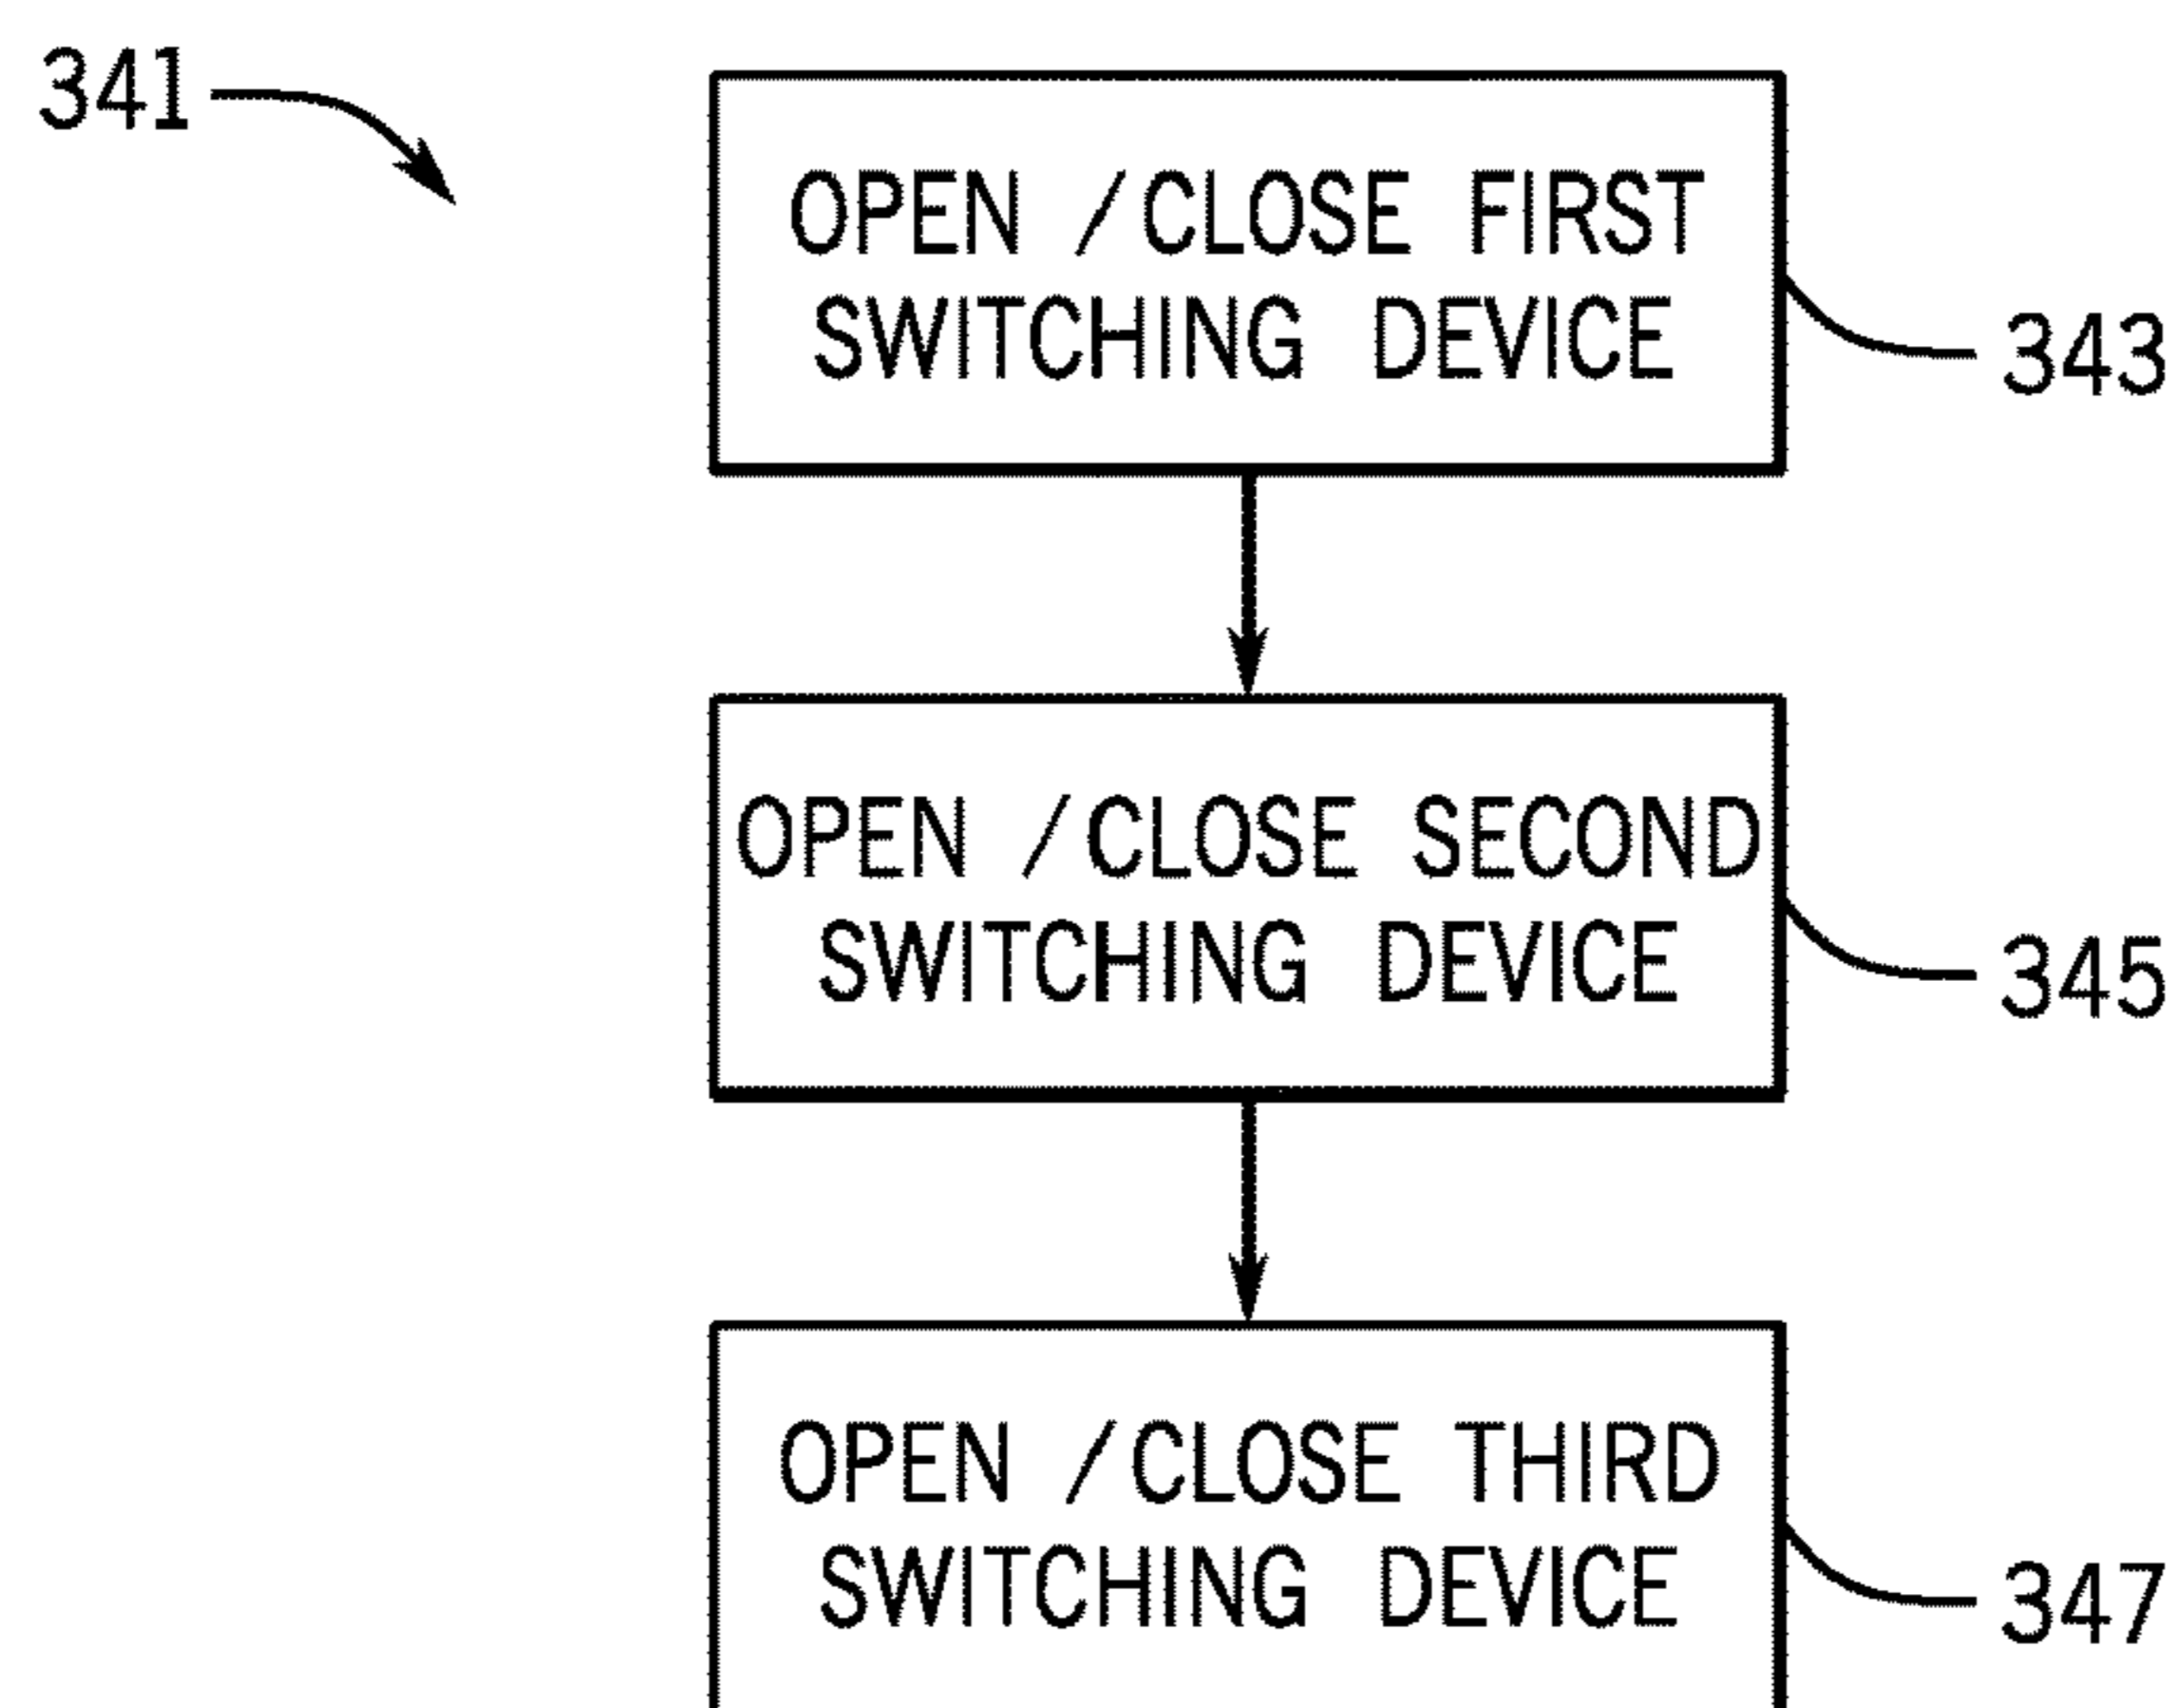 341
OPEN /CLOSE FIRST
SWITCHING DEVICE
343
OPEN /CLOSE SECOND
SWITCHING DEVICE
345
OPEN /CLOSE THIRD
SWITCHING DEVICE
347